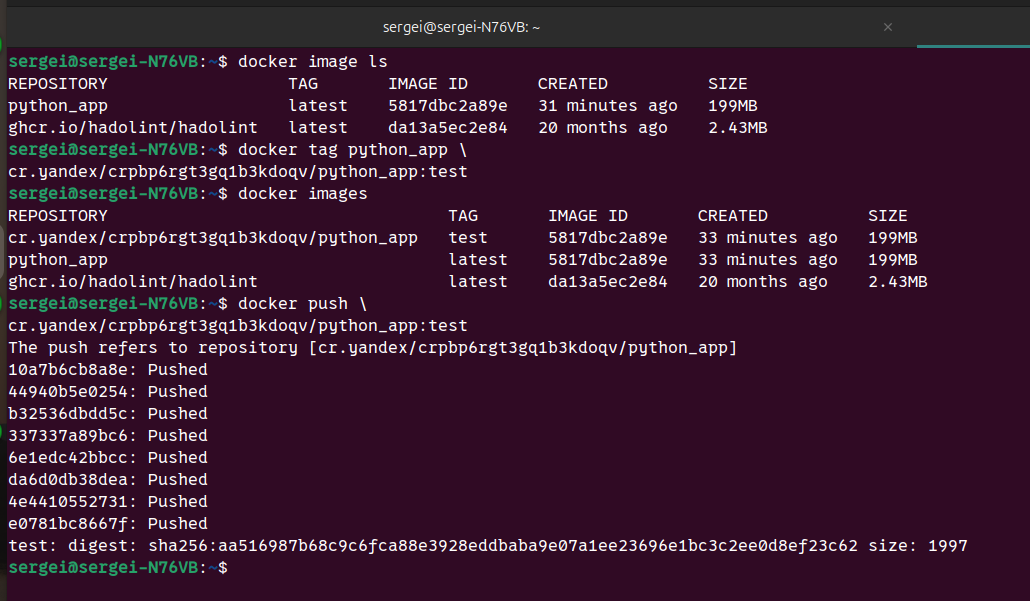 sergei@sergei-N76VB: ~ ×
sergei@sergei-N76VB:~$ docker image ls
REPOSITORY TAG IMAGE ID CREATED SIZE
python_app latest 5817dbc2a89e 31 minutes ago 199MB
ghcr.io/hadolint/hadolint latest da13a5ec2e84 20 months ago 2.43MB
sergei@sergei-N76VB:~$ docker tag python_app \
cr.yandex/crpbp6rgt3gq1b3kdoqv/python_app:test
sergei@sergei-N76VB:~$ docker images
REPOSITORY TAG IMAGE ID CREATED SIZE
cr.yandex/crpbp6rgt3gq1b3kdoqv/python_app test 5817dbc2a89e 33 minutes ago 199MB
python_app latest 5817dbc2a89e 33 minutes ago 199MB
ghcr.io/hadolint/hadolint latest da13a5ec2e84 20 months ago 2.43MB
sergei@sergei-N76VB:~$ docker push \
cr.yandex/crpbp6rgt3gq1b3kdoqv/python_app:test
The push refers to repository [cr.yandex/crpbp6rgt3gq1b3kdoqv/python_app]
10a7b6cb8a8e: Pushed
44940b5e0254: Pushed
b32536dbdd5c: Pushed
337337a89bc6: Pushed
6e1edc42bbcc: Pushed
da6d0db38dea: Pushed
4e4410552731: Pushed
e0781bc8667f: Pushed
test: digest: sha256:aa516987b68c9c6fca88e3928eddbaba9e07a1ee23696e1bc3c2ee0d8ef23c62 size: 1997
sergei@sergei-N76VB:~$